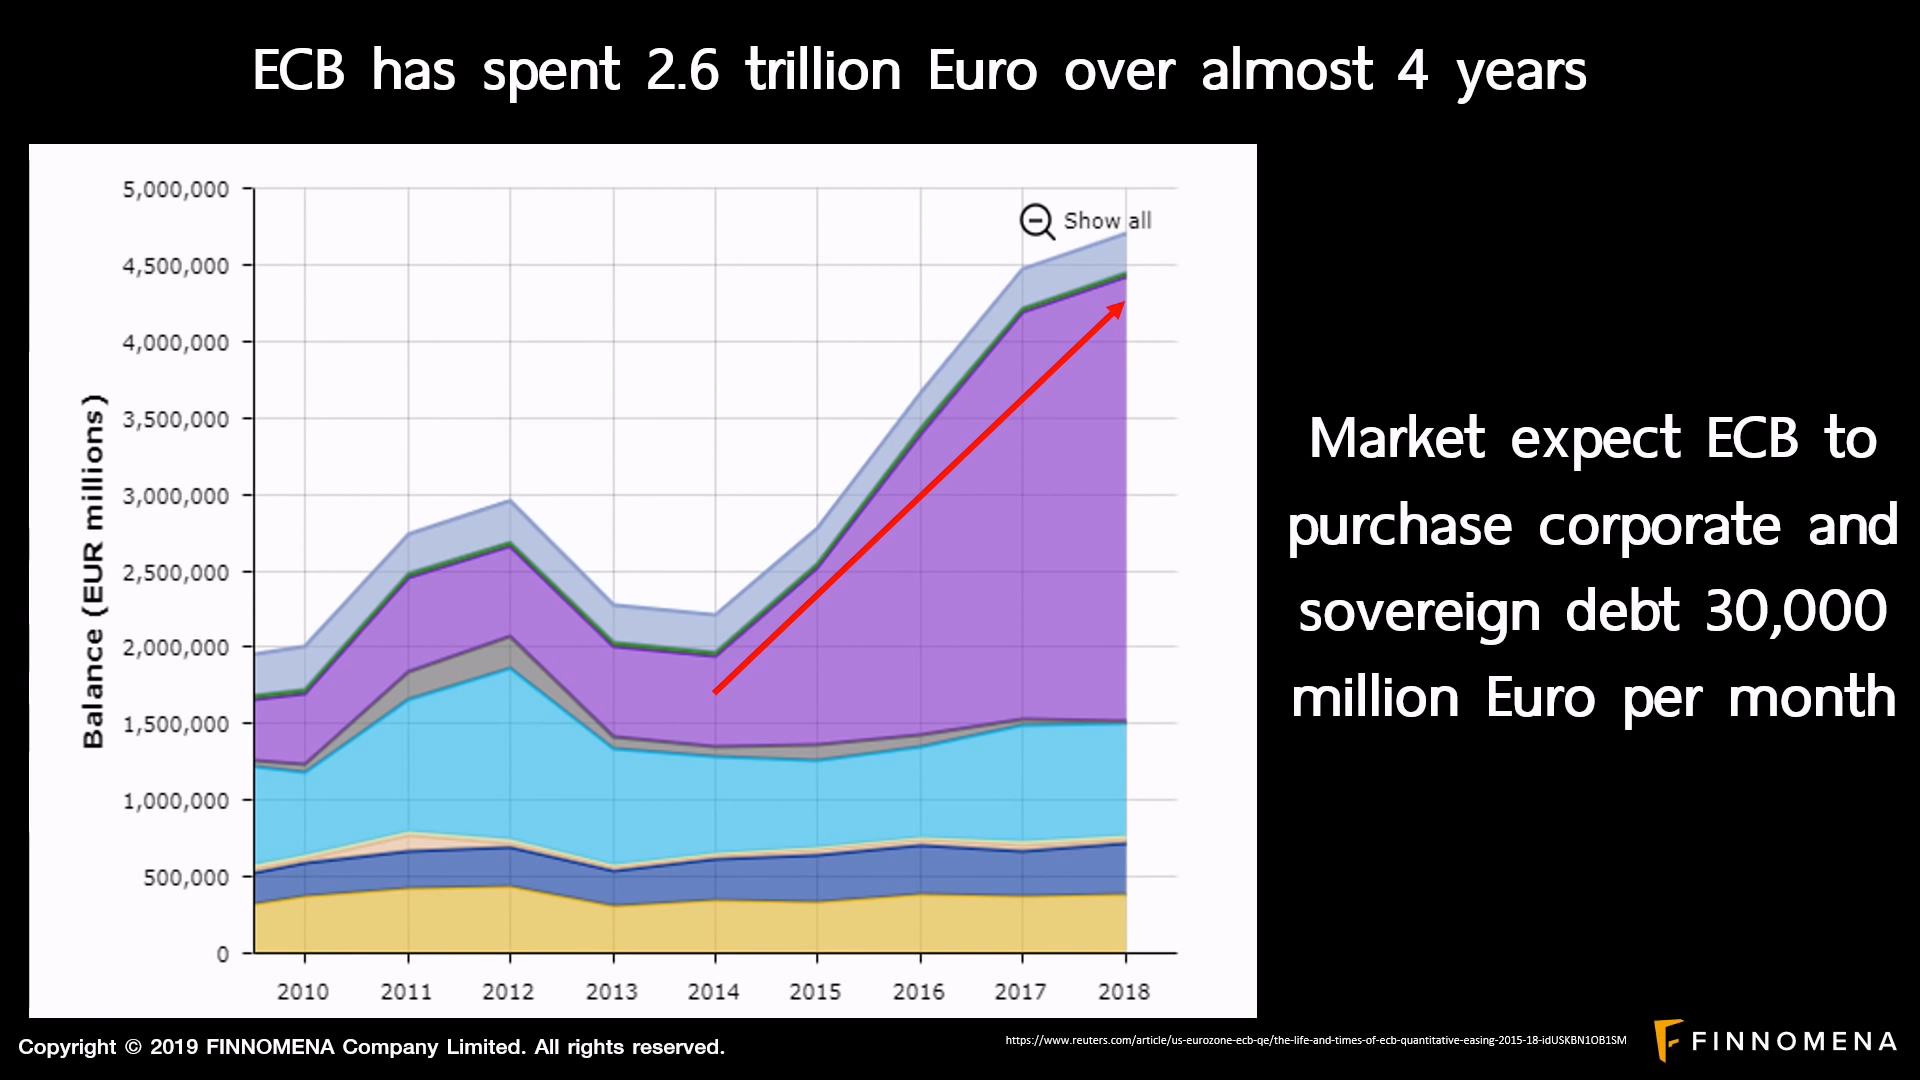 ECB has spent 2.6 trillion Euro over almost 4 years
5,000,000
4,500,000
4,000,000
3,500,000
3,000,000
2,500,000
2,000,000
1,500,000
1,000,000
500,000
0
Balance (EUR millions)
Show all
2010 2011 2012 2013 2014 2015 2016 2017 2018
Market expect ECB to
purchase corporate and
sovereign debt 30,000
million Euro per month
Copyright © 2019 FINNOMENA Company Limited. All rights reserved.
https://www.reuters.com/article/us-eurozone-ecb-qe/the-life-and-times-of-ecb-quantitative-easing-2015-18-idUSKBN1OB1SM
FINNOMENA